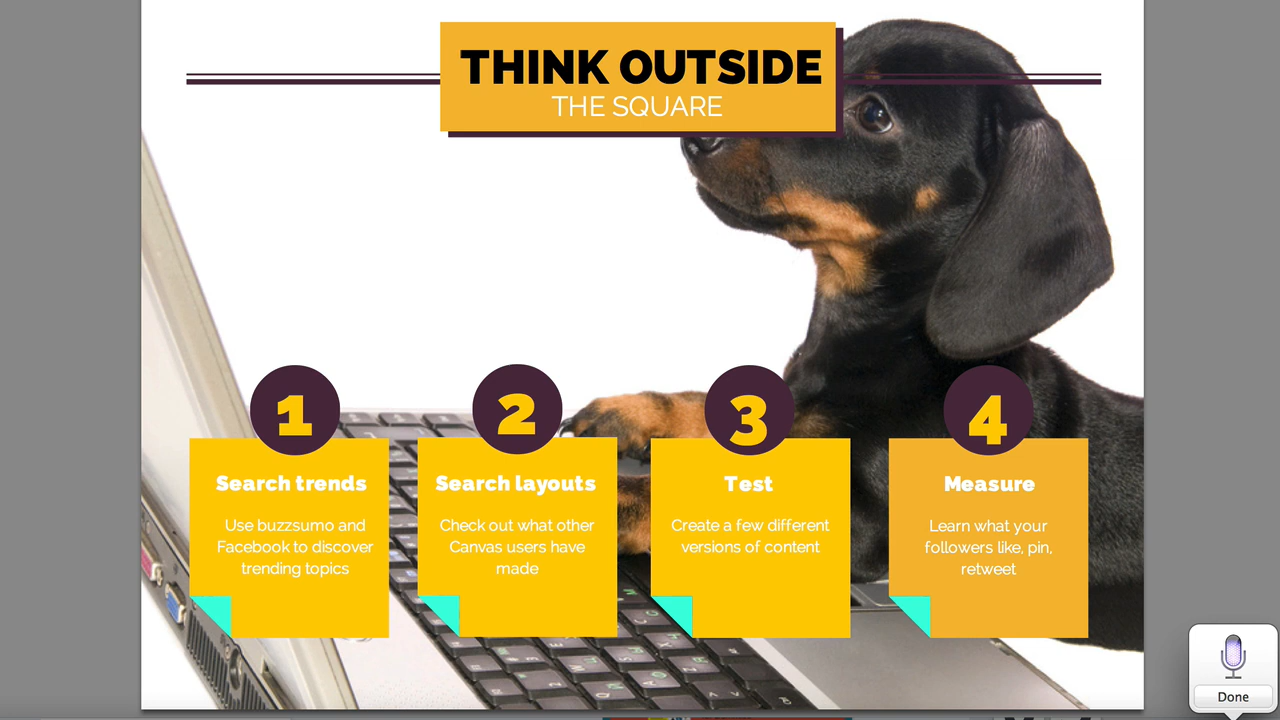 THINK OUTSIDE
THE SQUARE
1
2
3
4
Search trends
Use buzzsumo and
Facebook to discover
trending topics
Search layouts
Check out what other
Canvas users have
made
Test
Create a few different
versions of content
Measure
Learn what your
followers like, pin,
retweet
Done